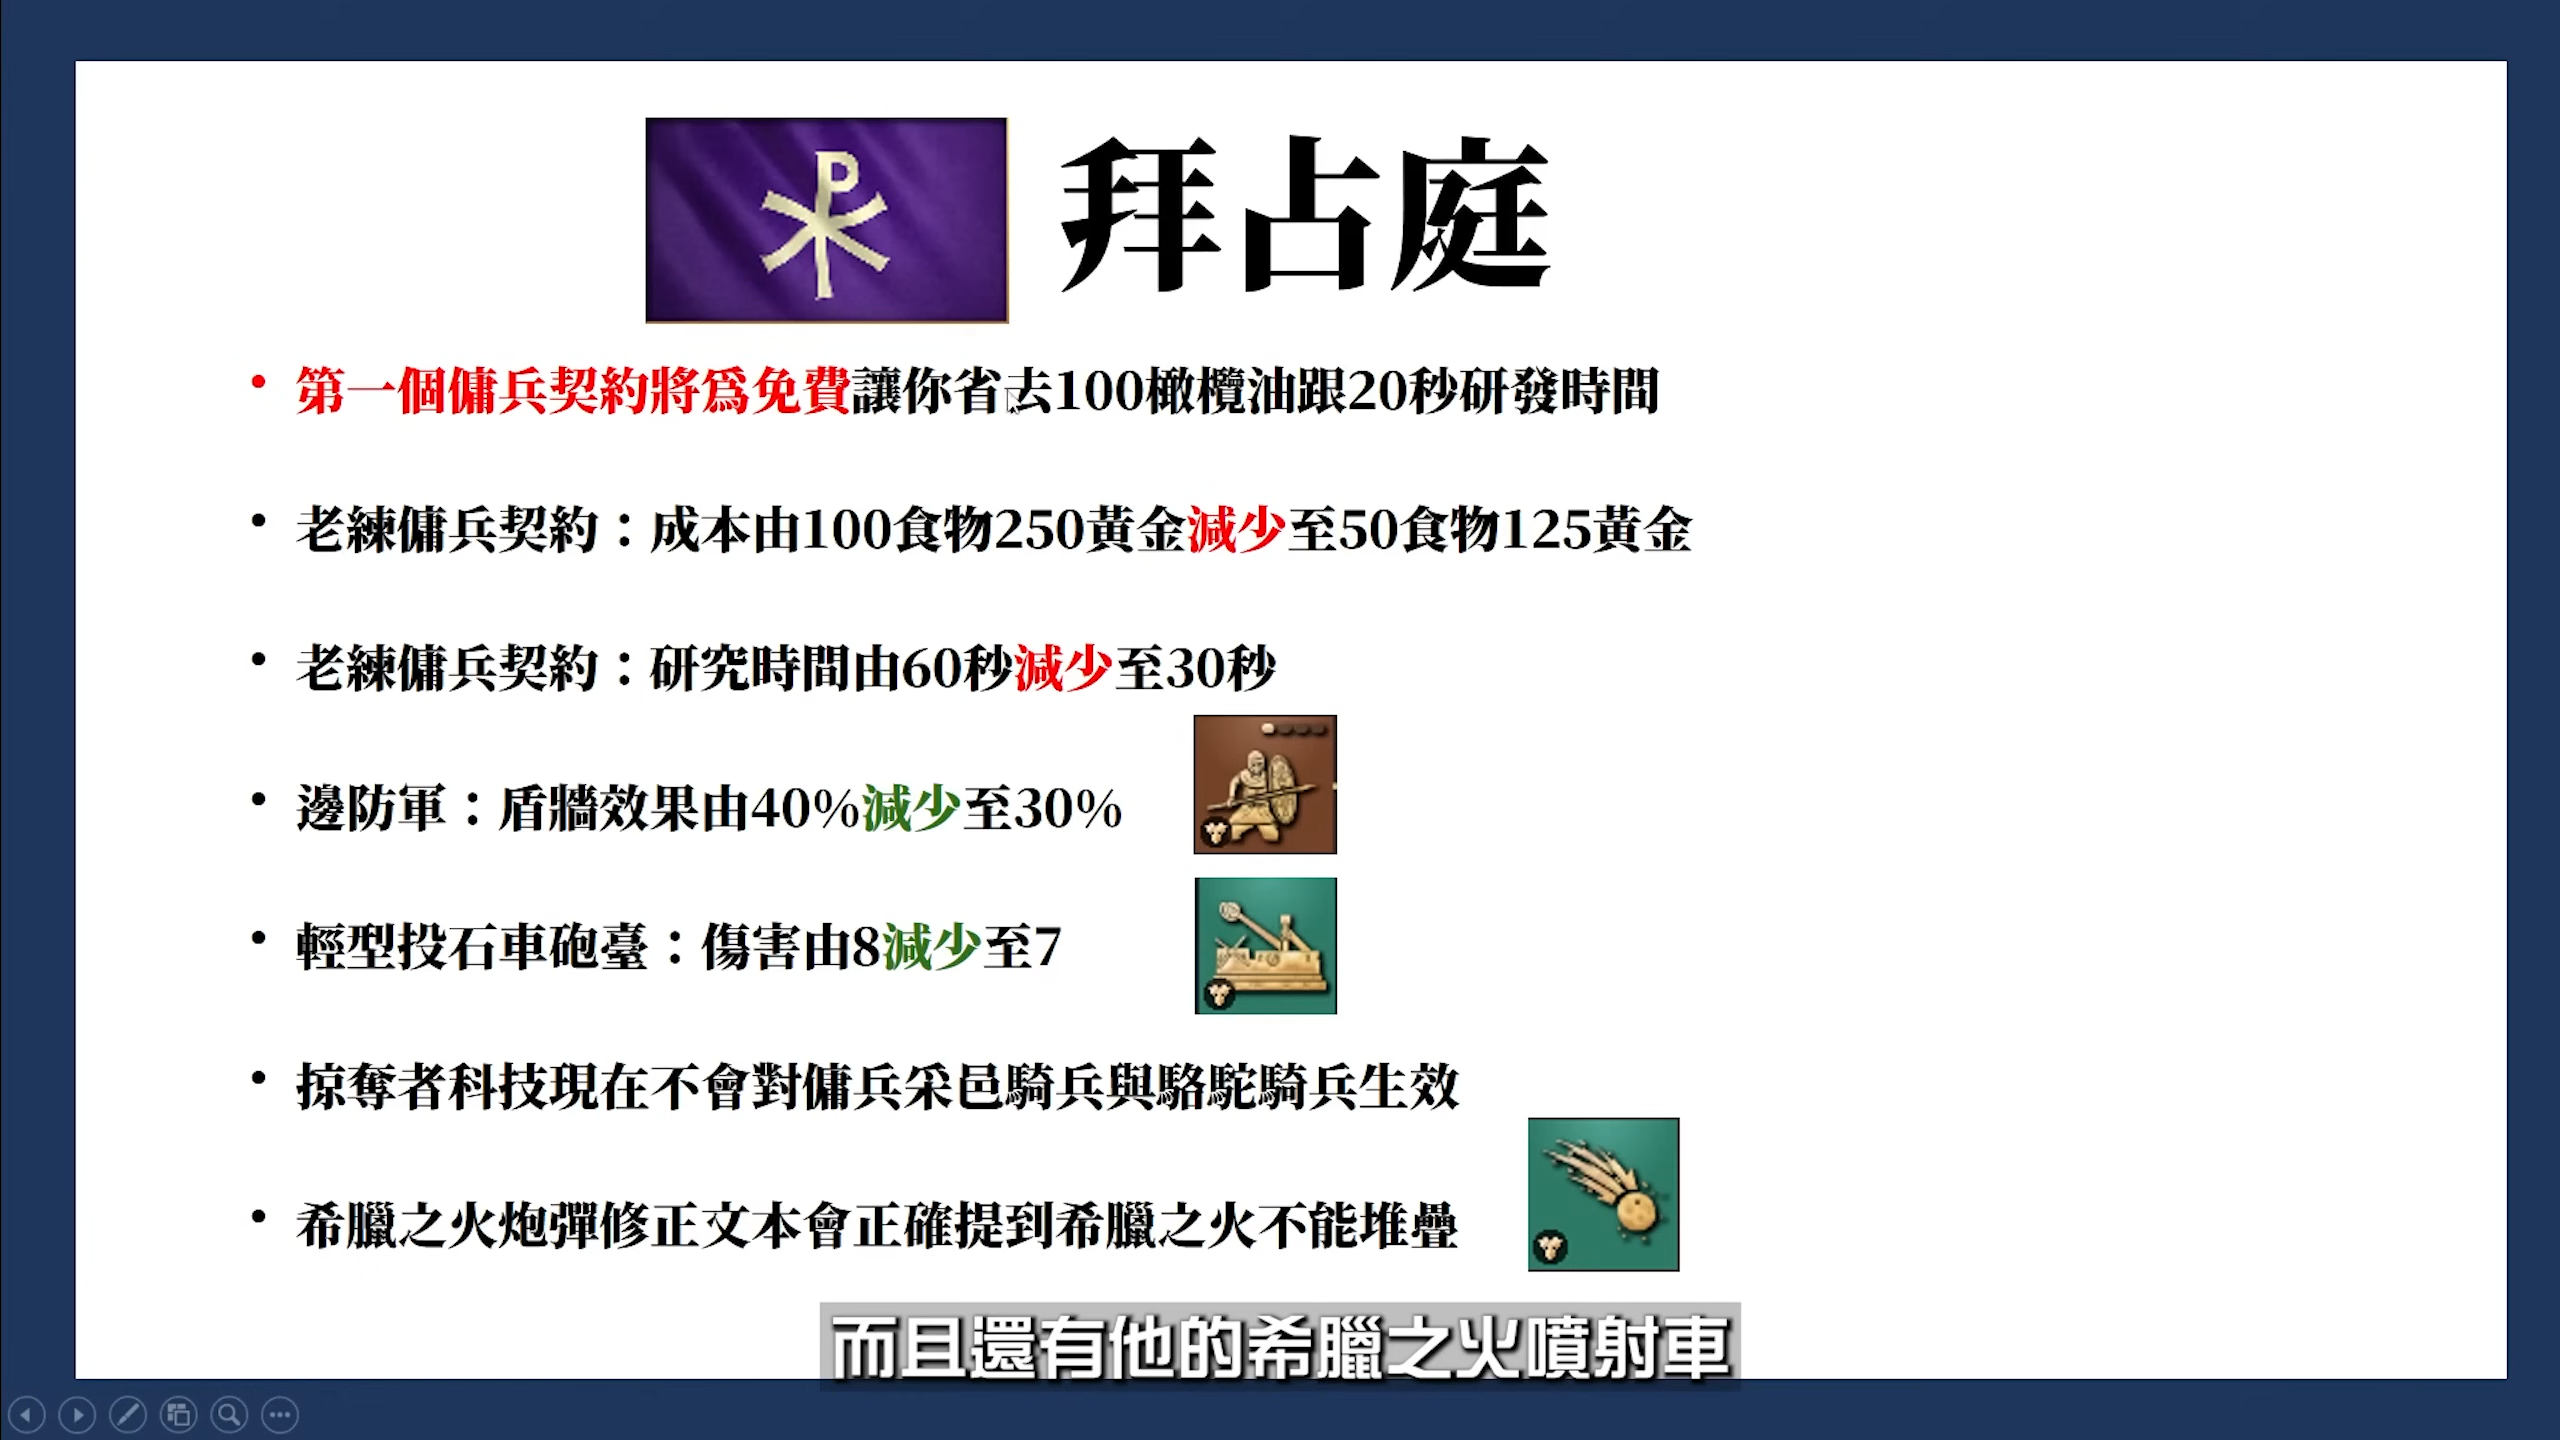 拜占庭
• 第一個傭兵契約將爲免費讓你省去100橄欖油跟20秒研發時間
• 老練傭兵契約：成本由100食物250黃金減少至50食物125黃金
• 老練傭兵契約：研究時間由60秒減少至30秒
• 邊防軍：盾牆效果由40%減少至30%
• 輕型投石車砲臺：傷害由8減少至7
• 掠奪者科技現在不會對傭兵采邑騎兵與駱駝騎兵生效
• 希臘之火炮彈修正文本會正確提到希臘之火不能堆疊
而且還有他的希臘之火噴射車